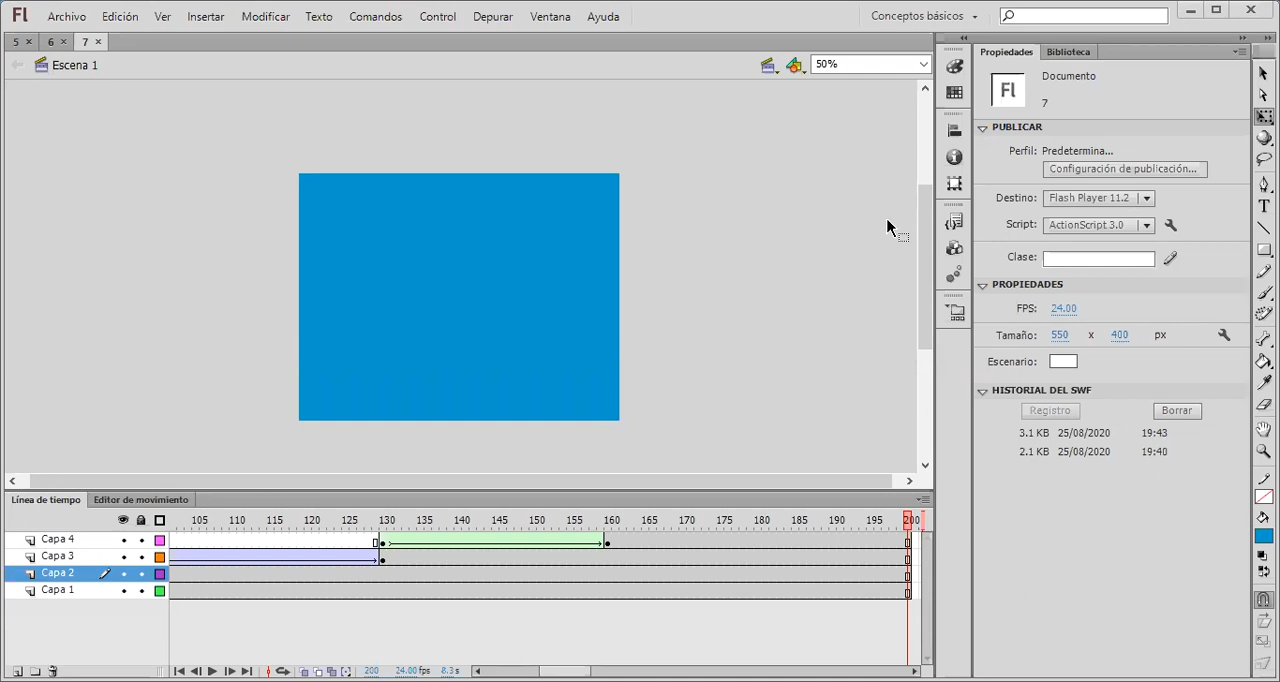 Fl Archivo Edición Ver Insertar Modificar Texto Comandos Control Depurar Ventana Ayuda Conceptos básicos
5 × 6 × 7 ×
Escena 1 50%
Propiedades Biblioteca
Fl Documento
7
PUBLICAR
Perfil: Predetermina...
Configuración de publicación...
Destino: Flash Player 11.2
Script: ActionScript 3.0
Clase:
PROPIEDADES
FPS: 24.00
Tamaño: 550 x 400 px
Escenario:
HISTORIAL DEL SWF
Registro Borrar
3.1 KB 25/08/2020 19:43
2.1 KB 25/08/2020 19:40
Línea de tiempo Editor de movimiento
105 110 115 120 125 130 135 140 145 150 155 160 165 170 175 180 185 190 195 200
Capa 4
Capa 3
Capa 2
Capa 1
200 24.00 fps 8.3 s